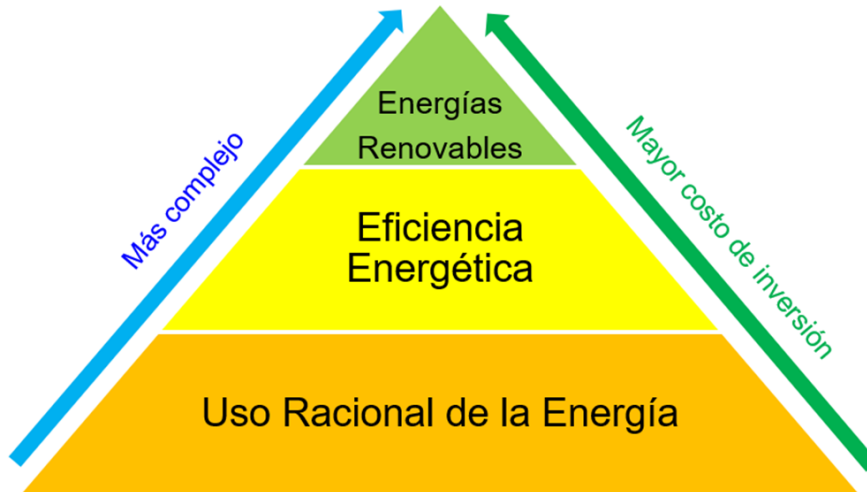 Energías
Renovables
Más complejo
Mayor costo de inversión
Eficiencia
Energética
Uso Racional de la Energía